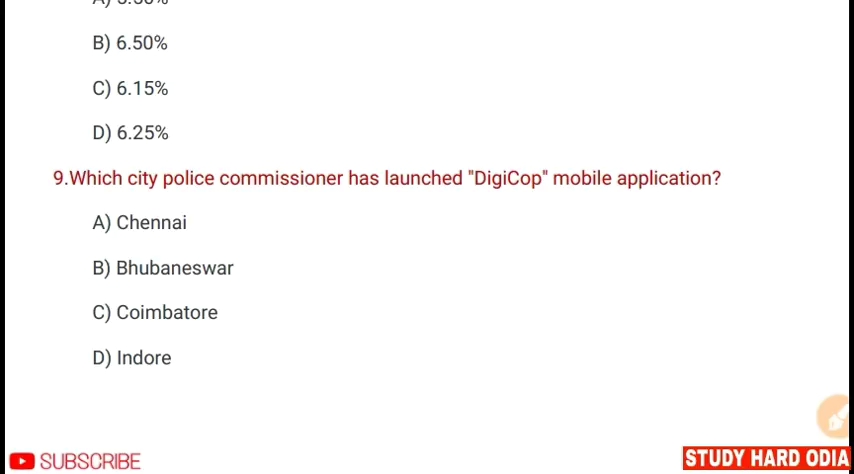 B) 6.50%
C) 6.15%
D) 6.25%
9.Which city police commissioner has launched "DigiCop" mobile application?
A) Chennai
B) Bhubaneswar
C) Coimbatore
D) Indore
SUBSCRIBE
STUDY HARD ODIA